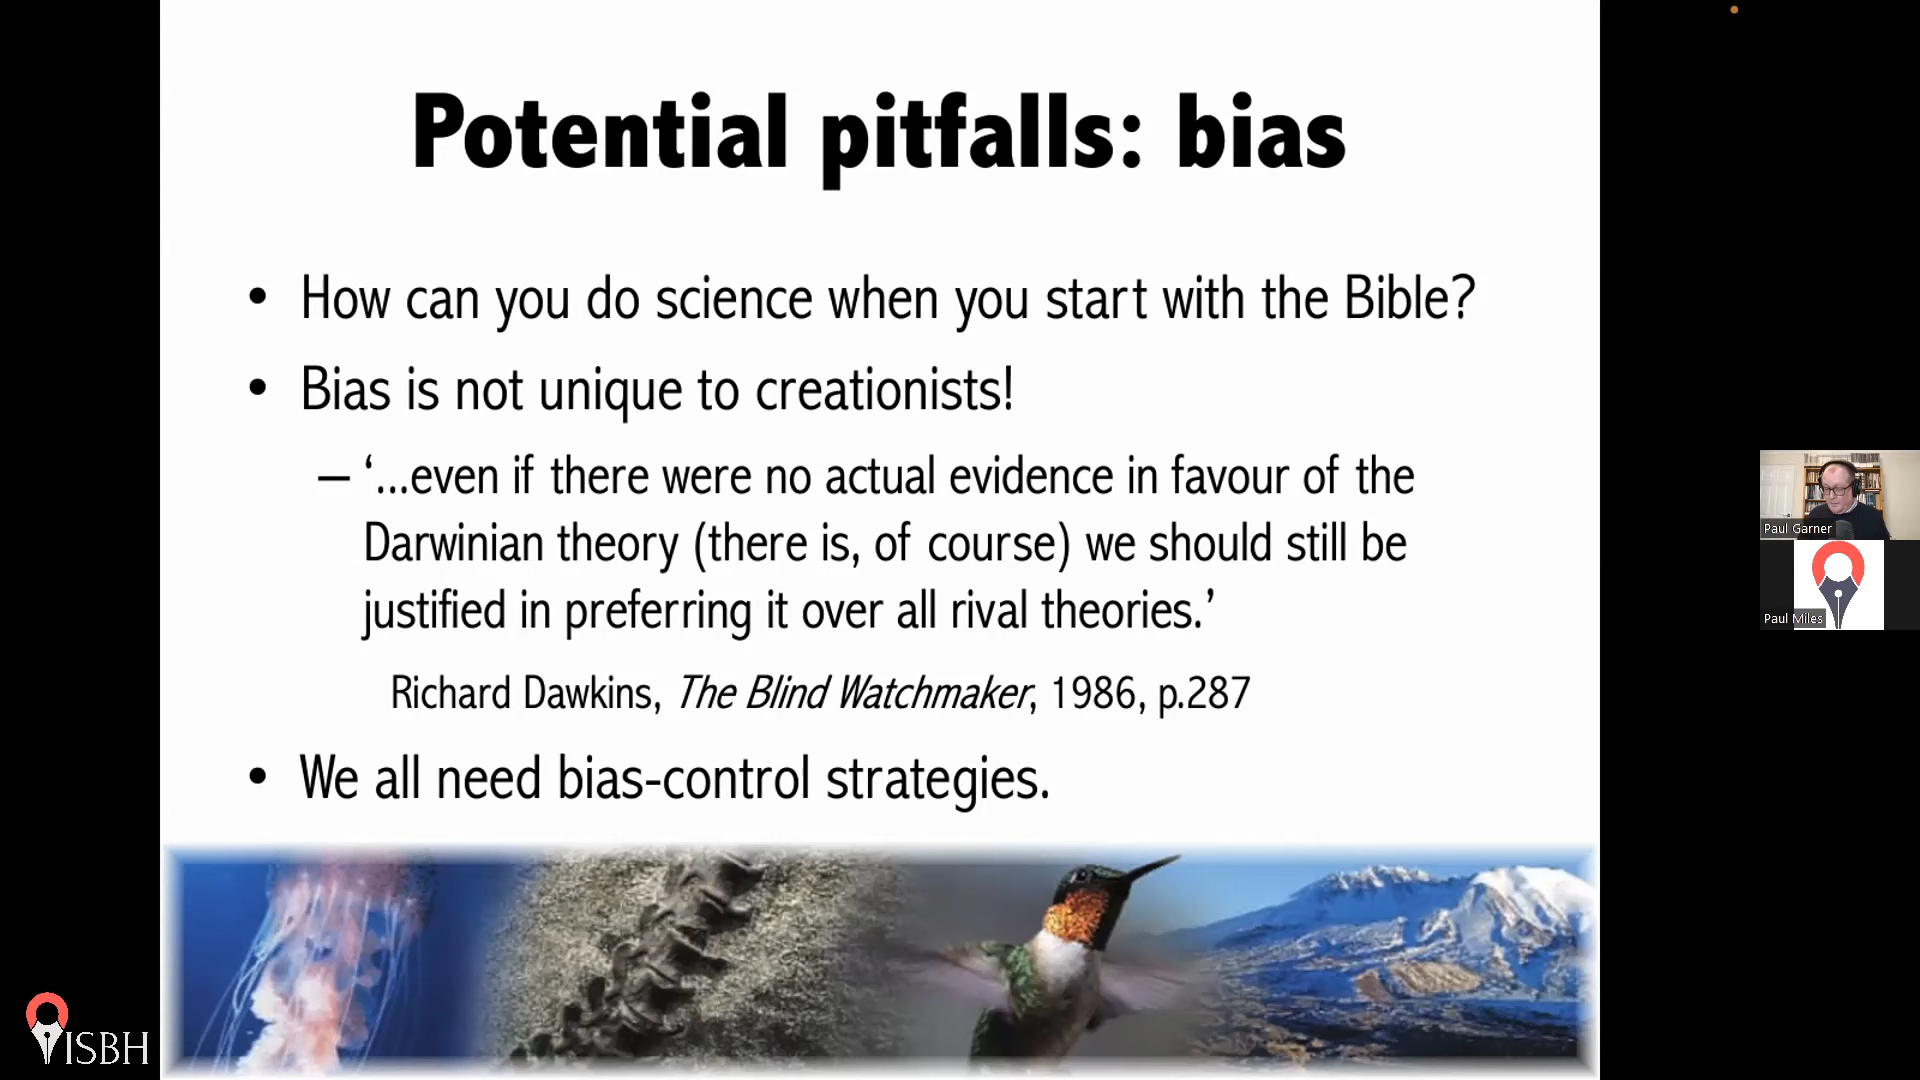 Potential pitfalls: bias
• How can you do science when you start with the Bible?
• Bias is not unique to creationists!
– ‘...even if there were no actual evidence in favour of the
Darwinian theory (there is, of course) we should still be
justified in preferring it over all rival theories.’
Richard Dawkins, The Blind Watchmaker, 1986, p.287
• We all need bias-control strategies.
Paul Garner
Paul Miles
ISBH